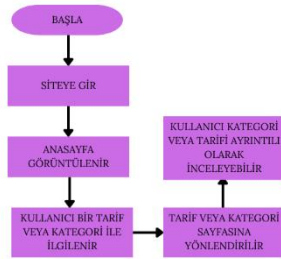 BAŞLA
SİTEYE GİR
ANASAYFA
GÖRÜNTÜLENİR
KULLANICI BİR TARİF
VEYA KATEGORİ İLE
İLGİLENİR
TARİF VEYA KATEGORİ
SAYFASINA
YÖNLENDİRİLİR
KULLANICI KATEGORİ
VEYA TARİFİ AYRINTILI
OLARAK
İNCELEYEBİLİR